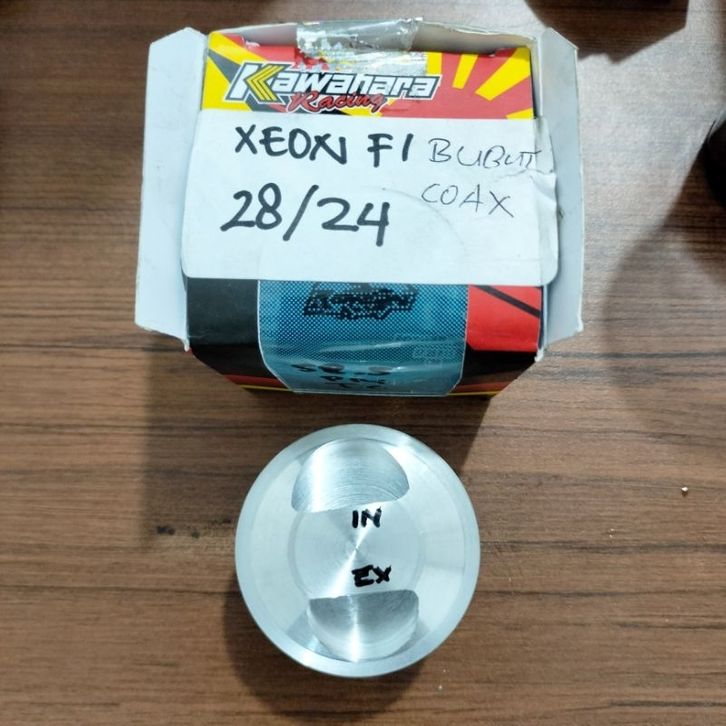 Kawahara
Racing
XEON FI BUBUT
28/24 COAX
IN
EX